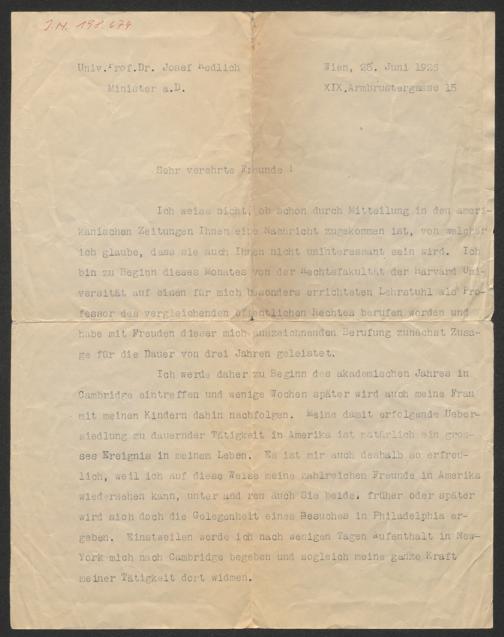 J.N. 198.679
Univ.Prof.Dr. Josef Redlich
Wien, 25. Juni 1925
Minister a.D.
XIX.Armbrustergasse 15
Sehr verehrte Freunde !
Ich weiss nicht, ob schon durch Mitteilung in den ameri-
kanischen Zeitungen Ihnen eine Nachricht zugekommen ist, von welcher
ich glaube, dass sie auch Ihnen nicht uninteressant sein wird. Ich
bin zu Beginn dieses Monates von der Rechtsfakultät der Harvard Uni-
versität auf einen für mich besonders errichteten Lehrstuhl als Pro-
fessor des vergleichenden öffentlichen Rechtes berufen worden und
habe mit Freuden dieser mich auszeichnenden Berufung zunächst Zusa-
ge für die Dauer von drei Jahren geleistet.
Ich werde daher zu Beginn des akademischen Jahres in
Cambridge eintreffen und wenige Wochen später wird auch meine Frau
mit meinen Kindern dahin nachfolgen. Meine damit erfolgende Ueber-
siedlung zu dauernder Tätigkeit in Amerika ist natürlich ein gros-
ses Ereignis in meinem Leben. Es ist mir auch deshalb so erfreu-
lich, weil ich auf diese Weise meine zahlreichen Freunde in Amerika
wiedersehen kann, unter and ren auch Sie beide. früher oder später
wird sich doch die Gelegenheit eines Besuches in Philadelphia er-
geben. Einstweilen werde ich nach wenigen Tagen Aufenthalt in New-
York mich nach Cambridge begeben und sogleich meine ganze Kraft
meiner Tätigkeit dort widmen.